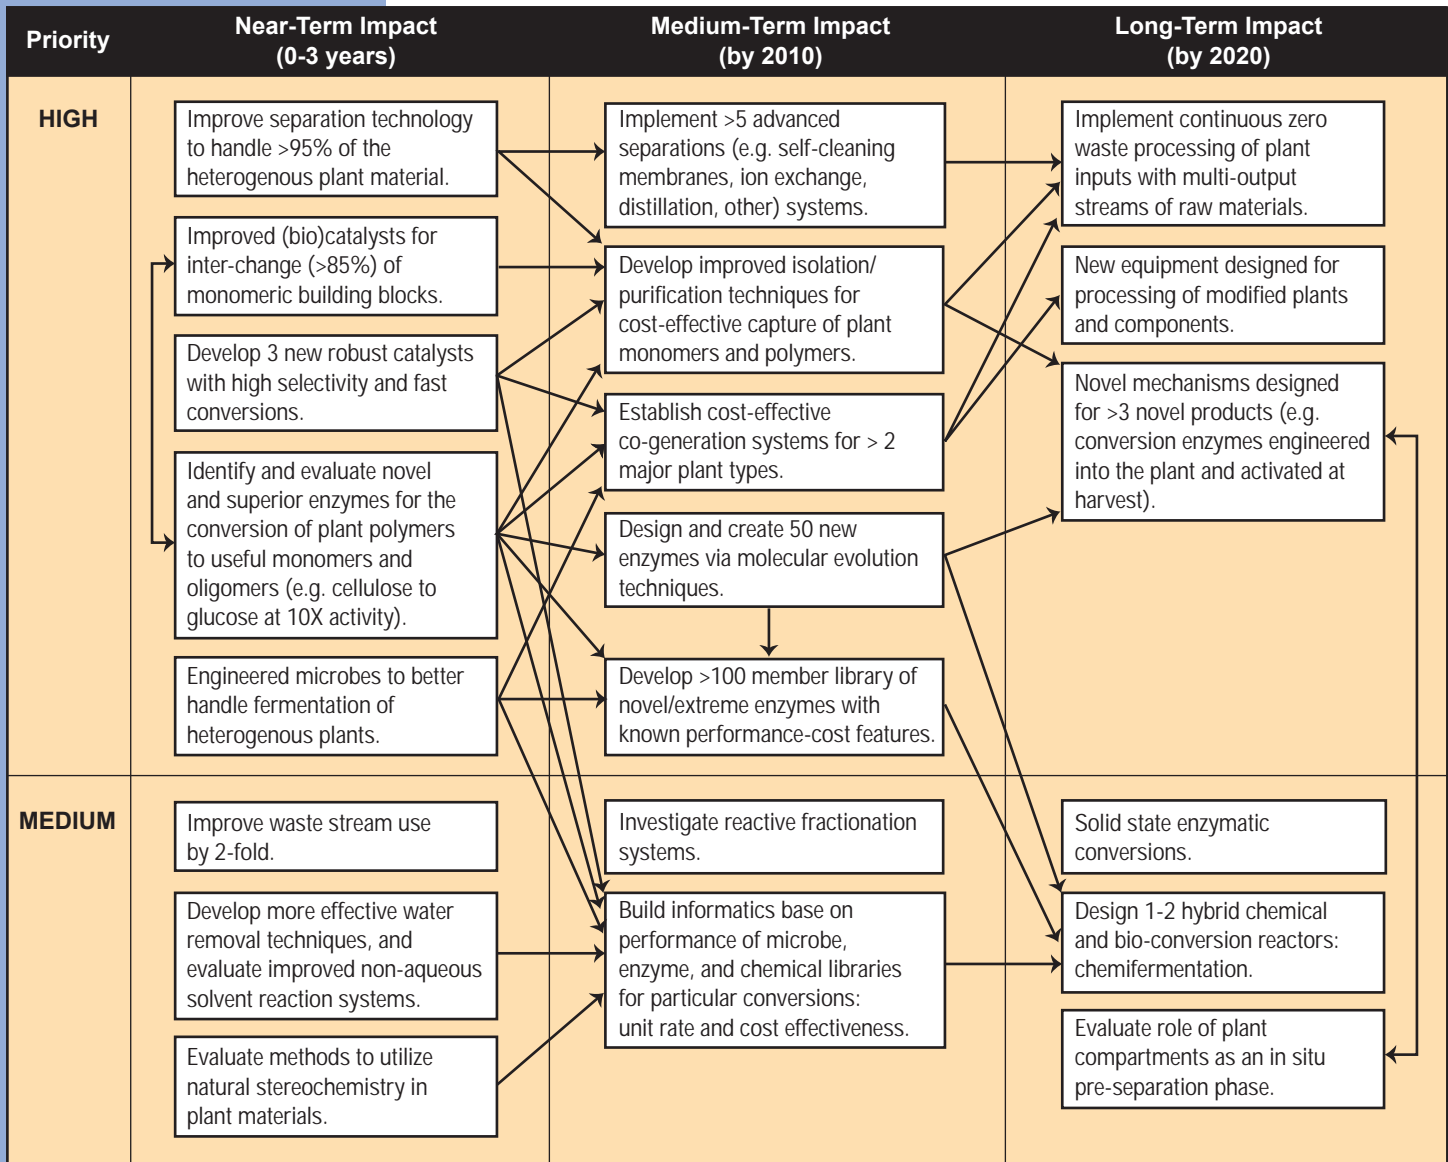 Priority
Near-Term Impact
(0-3 years)
Medium-Term Impact
(by 2010)
Long-Term Impact
(by 2020)
HIGH
Improve separation technology
to handle >95% of the
heterogenous plant material.
Improved (bio)catalysts for
inter-change (>85%) of
monomeric building blocks.
Develop 3 new robust catalysts
with high selectivity and fast
conversions.
Identify and evaluate novel
and superior enzymes for the
conversion of plant polymers
to useful monomers and
oligomers (e.g. cellulose to
glucose at 10X activity).
Engineered microbes to better
handle fermentation of
heterogenous plants.
Implement >5 advanced
separations (e.g. self-cleaning
membranes, ion exchange,
distillation, other) systems.
Develop improved isolation/
purification techniques for
cost-effective capture of plant
monomers and polymers.
Establish cost-effective
co-generation systems for > 2
major plant types.
Design and create 50 new
enzymes via molecular evolution
techniques.
Develop >100 member library of
novel/extreme enzymes with
known performance-cost features.
Implement continuous zero
waste processing of plant
inputs with multi-output
streams of raw materials.
New equipment designed for
processing of modified plants
and components.
Novel mechanisms designed
for >3 novel products (e.g.
conversion enzymes engineered
into the plant and activated at
harvest).
MEDIUM
Improve waste stream use
by 2-fold.
Develop more effective water
removal techniques, and
evaluate improved non-aqueous
solvent reaction systems.
Evaluate methods to utilize
natural stereochemistry in
plant materials.
Investigate reactive fractionation
systems.
Build informatics base on
performance of microbe,
enzyme, and chemical libraries
for particular conversions:
unit rate and cost effectiveness.
Solid state enzymatic
conversions.
Design 1-2 hybrid chemical
and bio-conversion reactors:
chemifermentation.
Evaluate role of plant
compartments as an in situ
pre-separation phase.